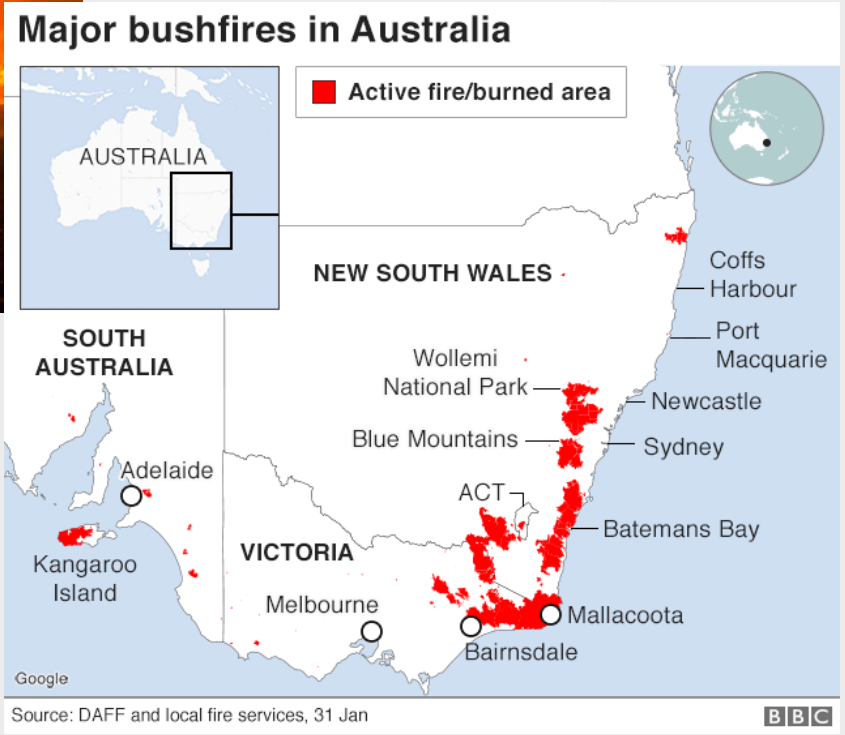 Major bushfires in Australia
Active fire/burned area
AUSTRALIA
NEW SOUTH WALES
Coffs
Harbour
Port
Macquarie
SOUTH
AUSTRALIA
Wollemi
National Park
Newcastle
Blue Mountains
Sydney
Adelaide
ACT
Batemans Bay
VICTORIA
Kangaroo
Island
Melbourne
Mallacoota
Bairnsdale
Google
Source: DAFF and local fire services, 31 Jan
BBC